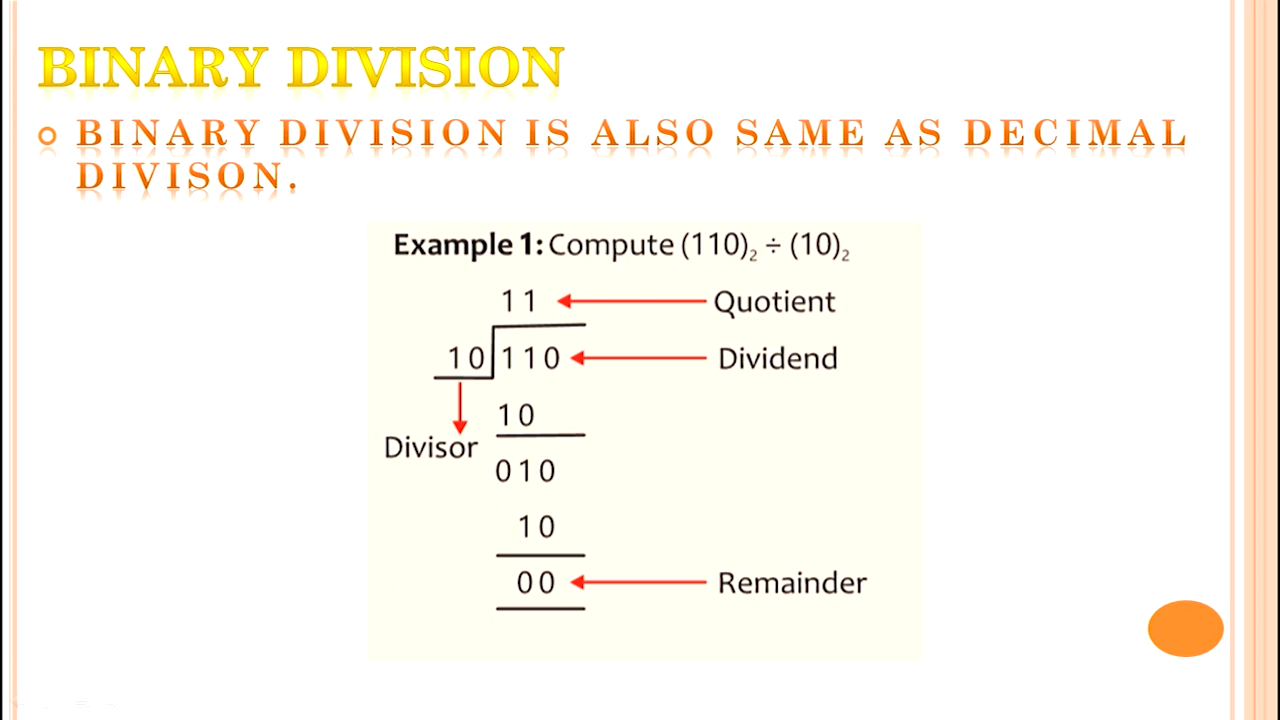 BINARY DIVISION
BINARY DIVISION IS ALSO SAME AS DECIMAL
DIVISON.
Example 1: Compute (110)₂ ÷ (10)₂
11 Quotient
10 110 Dividend
10
Divisor
010
10
00 Remainder